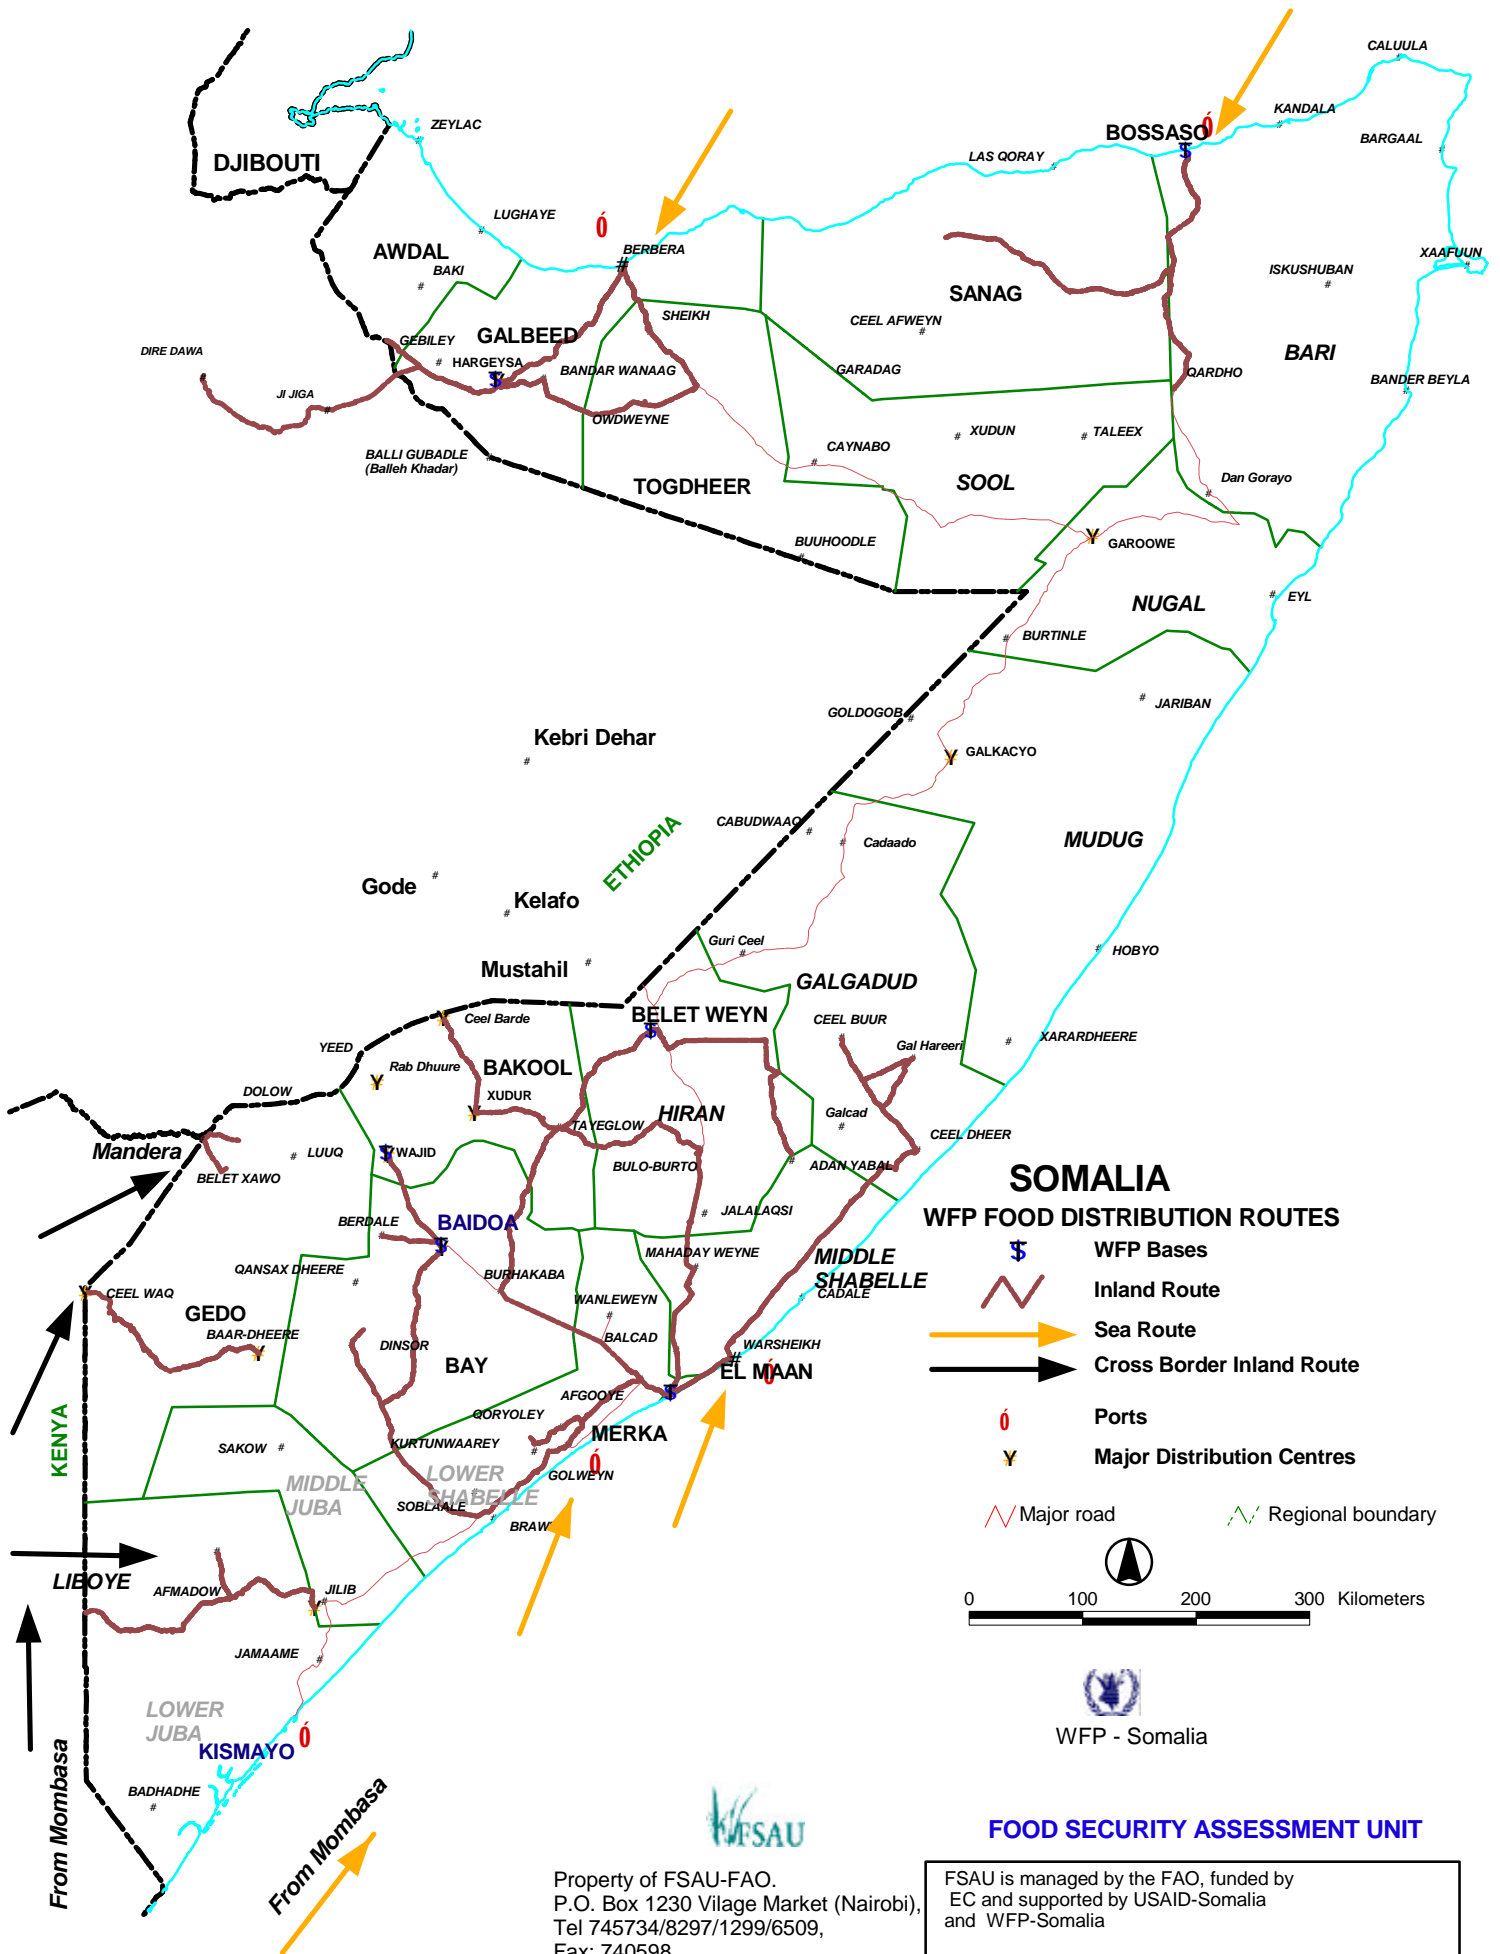 CALUULA
KANDALA
BOSSASO
BARGAAL
LAS QORAY
ZEYLAC
DJIBOUTI
LUGHAYE
AWDAL
BERBERA
BAKI
XAAFUUN
ISKUSHUBAN
SANAG
SHEIKH
CEEL AFWEYN
GALBEED
GEBILEY
DIRE DAWA
HARGEYSA
BANDAR WANAAG
GARADAG
BARI
QARDHO
BANDER BEYLA
JI JIGA
OWDWEYNE
XUDUN
TALEEX
CAYNABO
BALLI GUBADLE
(Balleh Khadar)
TOGDHEER
SOOL
Dan Gorayo
BUUHOODLE
GAROOWE
NUGAL
EYL
BURTINLE
JARIBAN
GOLDOGOB
Kebri Dehar
GALKACYO
CABUDWAAQ
Cadaado
MUDUG
ETHIOPIA
Gode
Kelafo
Guri Ceel
HOBYO
Mustahil
GALGADUD
BELET WEYN
Ceel Barde
CEEL BUUR
YEED
Gal Hareeri
XARARDHEERE
Rab Dhuure
BAKOOL
DOLOW
XUDUR
HIRAN
TAYEGLOW
Galcad
CEEL DHEER
Mandera
LUUQ
WAJID
BULO-BURTO
ADAN YABAL
BELET XAWO
SOMALIA
WFP FOOD DISTRIBUTION ROUTES
BERDALE
BAIDOA
JALALAQSI
WFP Bases
MAHADAY WEYNE
MIDDLE
SHABELLE
QANSAX DHEERE
BURHAKABA
CEEL WAQ
CADALE
Inland Route
GEDO
WANLEWEYN
Sea Route
BAAR-DHEERE
DINSOR
BALCAD
WARSHEIKH
BAY
EL MAAN
Cross Border Inland Route
AFGOOYE
QORYOLEY
Ports
KENYA
SAKOW
KURTUNWAAREY
MERKA
Major Distribution Centres
MIDDLE
JUBA
LOWER
SHABELLE
GOLWEYN
SOBLAALE
BRAW
Major road
Regional boundary
LIBOYE
AFMADOW
JILIB
0 100 200 300 Kilometers
JAMAAME
LOWER
JUBA
KISMAYO
WFP - Somalia
BADHADHE
From Mombasa
From Mombasa
FSAU
FOOD SECURITY ASSESSMENT UNIT
Property of FSAU-FAO.
P.O. Box 1230 Vilage Market (Nairobi),
Tel 745734/8297/1299/6509,
Fax: 740598
FSAU is managed by the FAO, funded by
EC and supported by USAID-Somalia
and WFP-Somalia